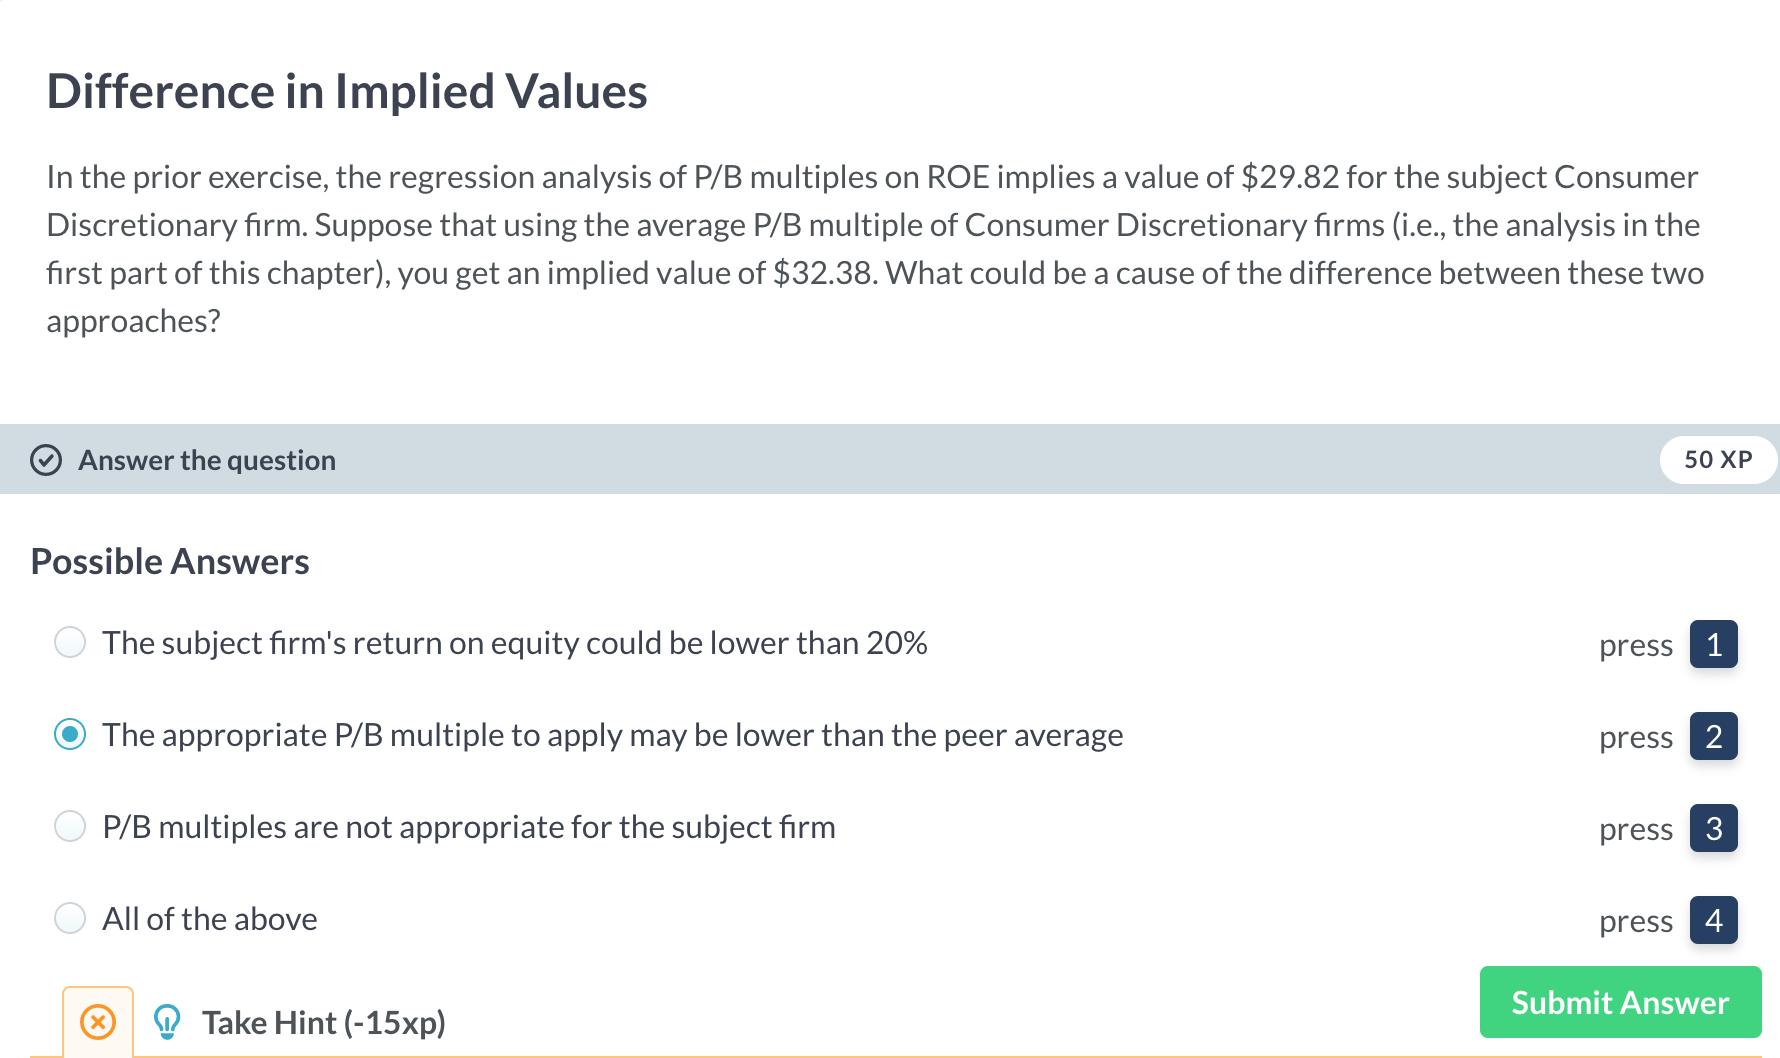 Difference in Implied Values
In the prior exercise, the regression analysis of P/B multiples on ROE implies a value of $29.82 for the subject Consumer
Discretionary firm. Suppose that using the average P/B multiple of Consumer Discretionary firms (i.e., the analysis in the
first part of this chapter), you get an implied value of $32.38. What could be a cause of the difference between these two
approaches?
Answer the question
50 XP
Possible Answers
The subject firm's return on equity could be lower than 20%
press 1
The appropriate P/B multiple to apply may be lower than the peer average
press 2
P/B multiples are not appropriate for the subject firm
press 3
All of the above
press 4
Take Hint (-15xp)
Submit Answer